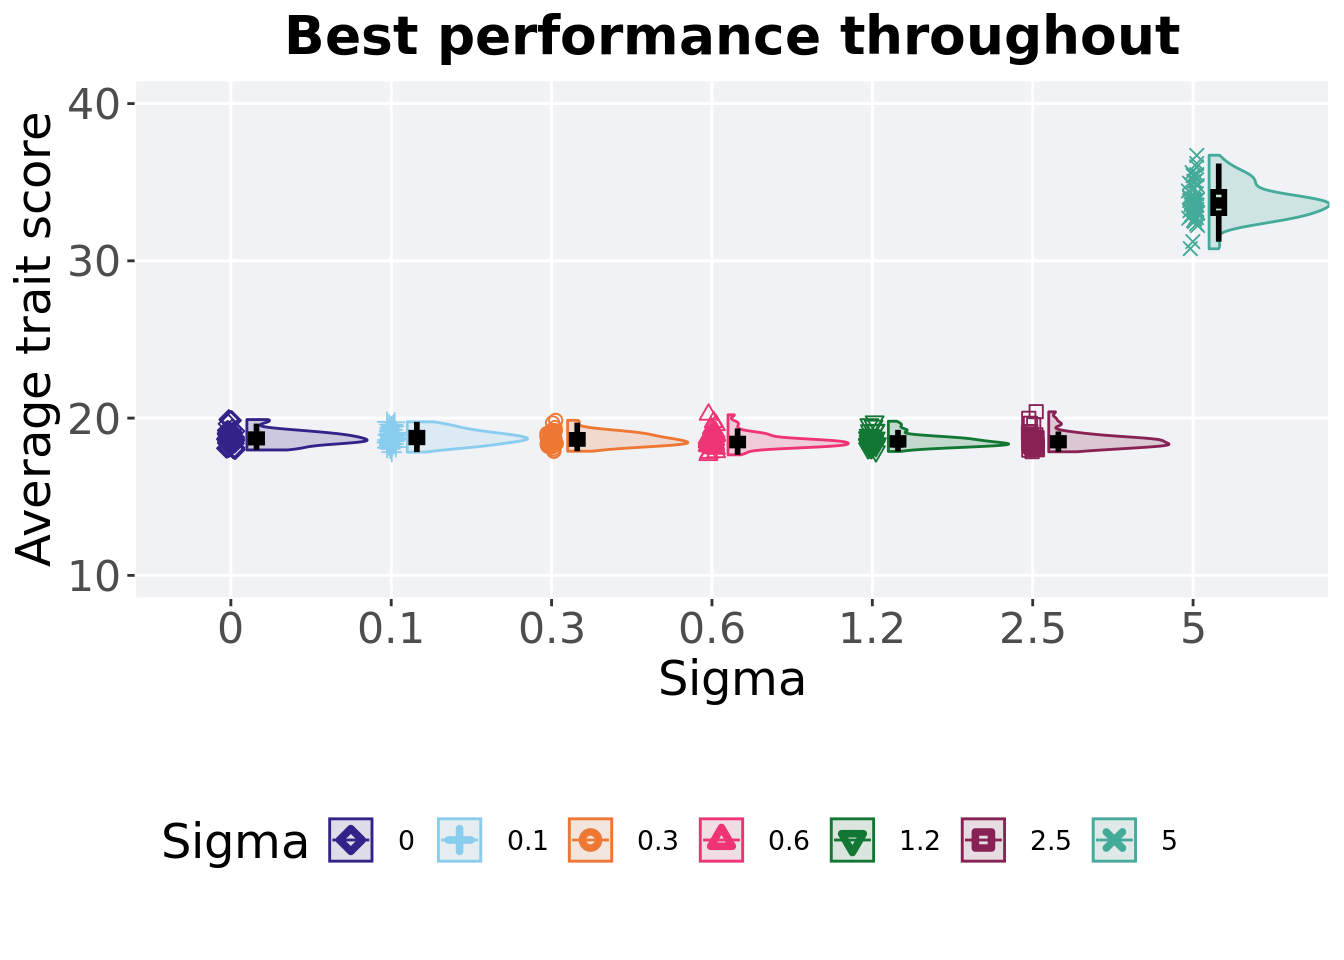 Best performance throughout
Average trait score
40
30
20
10
0 0.1 0.3 0.6 1.2 2.5 5
Sigma
Sigma 0 0.1 0.3 0.6 1.2 2.5 5